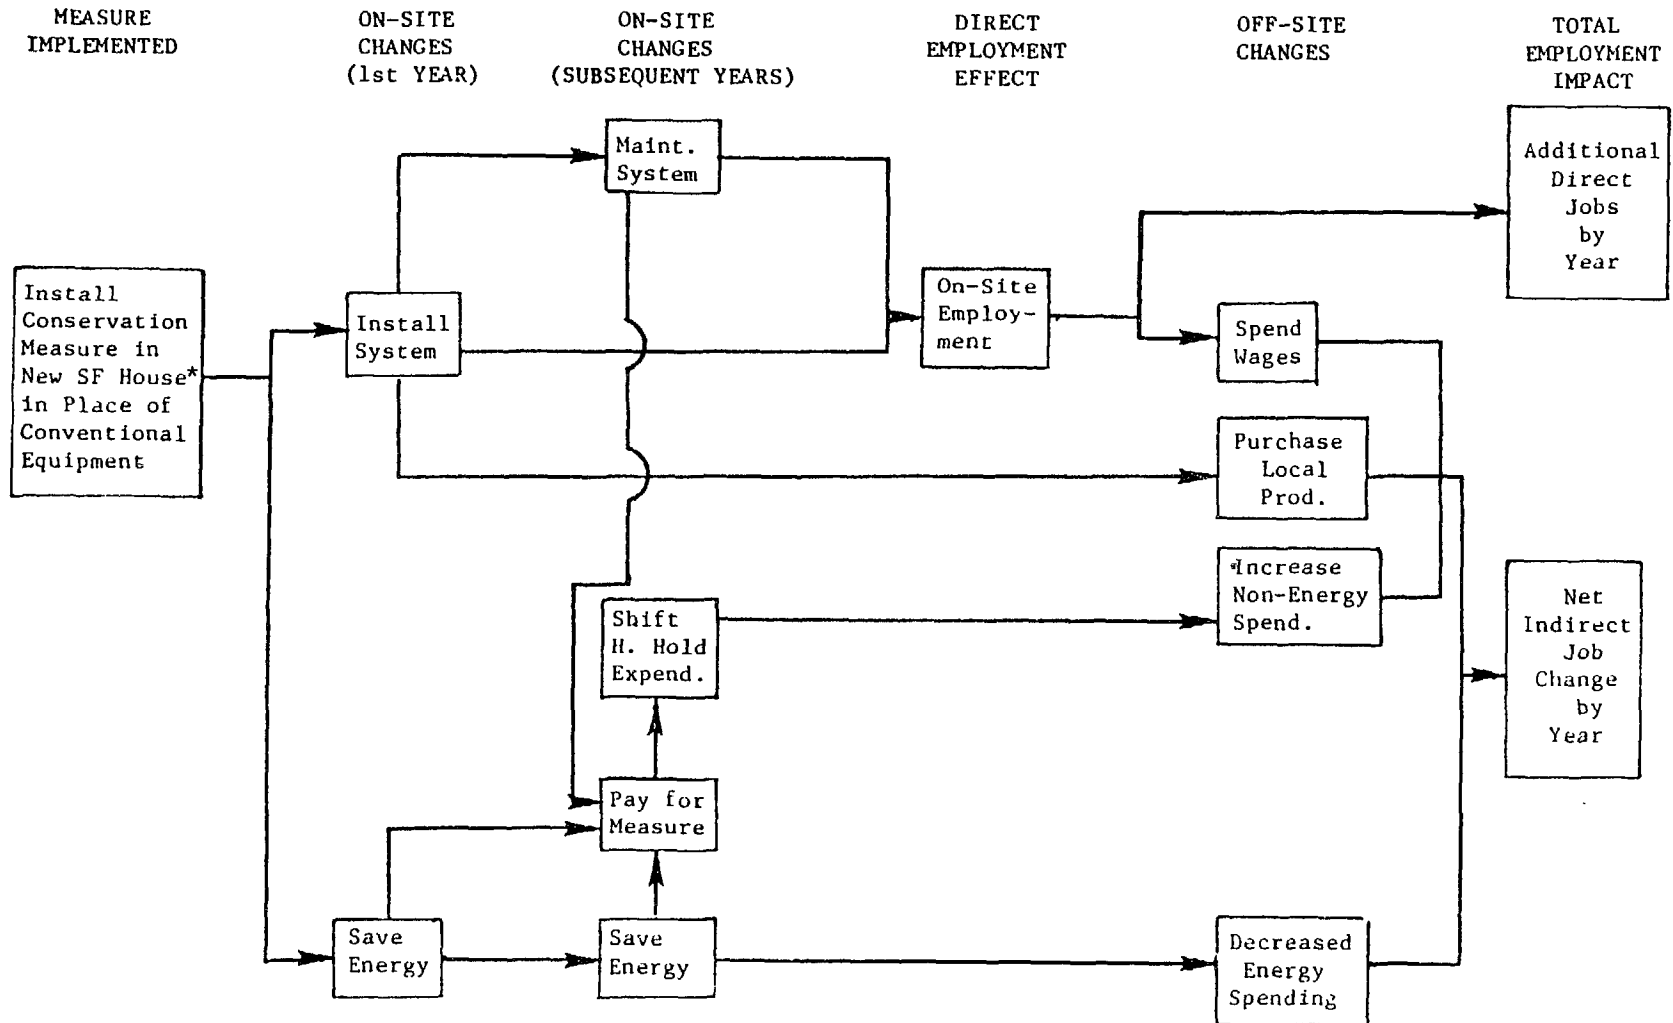 MEASURE
IMPLEMENTED
ON-SITE
CHANGES
(1st YEAR)
ON-SITE
CHANGES
(SUBSEQUENT YEARS)
DIRECT
EMPLOYMENT
EFFECT
OFF-SITE
CHANGES
TOTAL
EMPLOYMENT
IMPACT
Install
Conservation
Measure in
New SF House*
in Place of
Conventional
Equipment
Install
System
Save
Energy
Maint.
System
Shift
H. Hold
Expend.
Pay for
Measure
Save
Energy
On-Site
Employ-
ment
Spend
Wages
Purchase
Local
Prod.
Increase
Non-Energy
Spend.
Decreased
Energy
Spending
Additional
Direct
Jobs
by
Year
Net
Indirect
Job
Change
by
Year